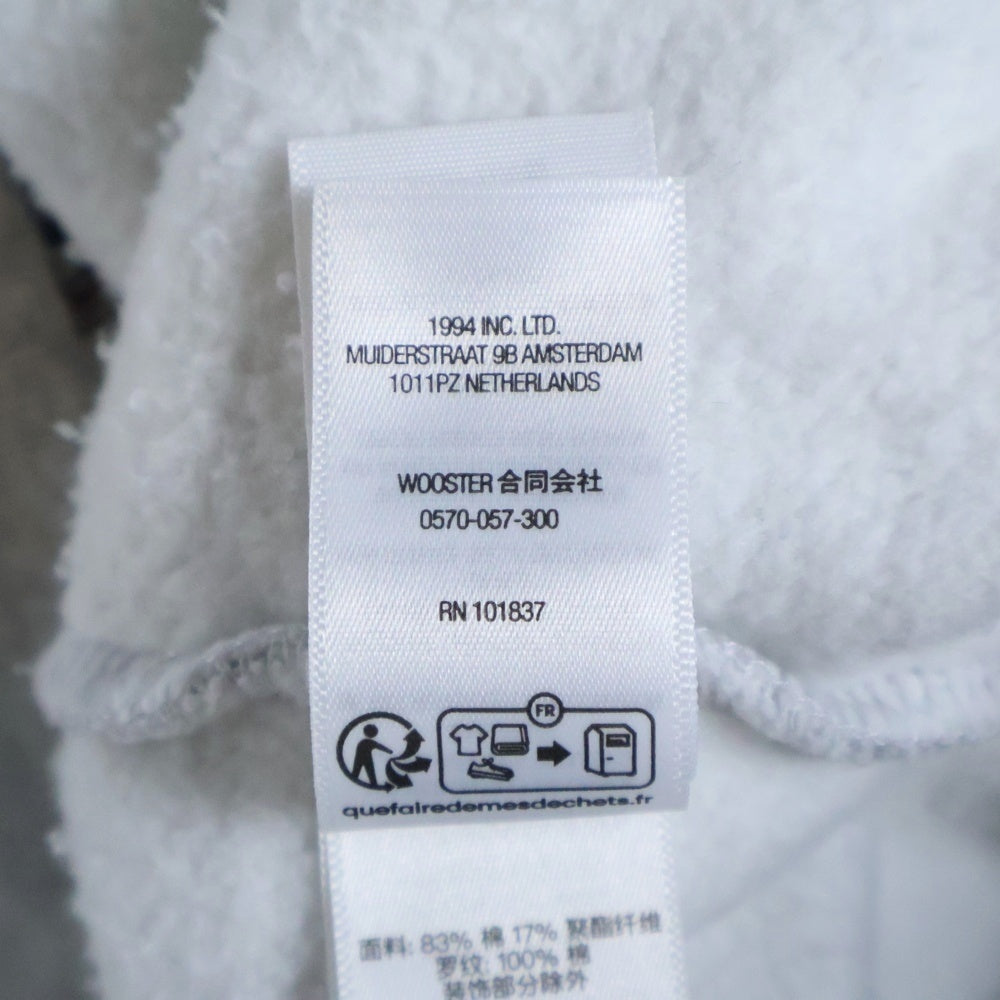 1994 INC. LTD.
MUIDERSTRAAT 9B AMSTERDAM
1011PZ NETHERLANDS
WOOSTER 合同会社
0570-057-300
RN 101837
FR
quefairedemesdechets.fr
面料: 83% 棉 17% 聚酯纤维
罗纹: 100% 棉
装饰部分除外